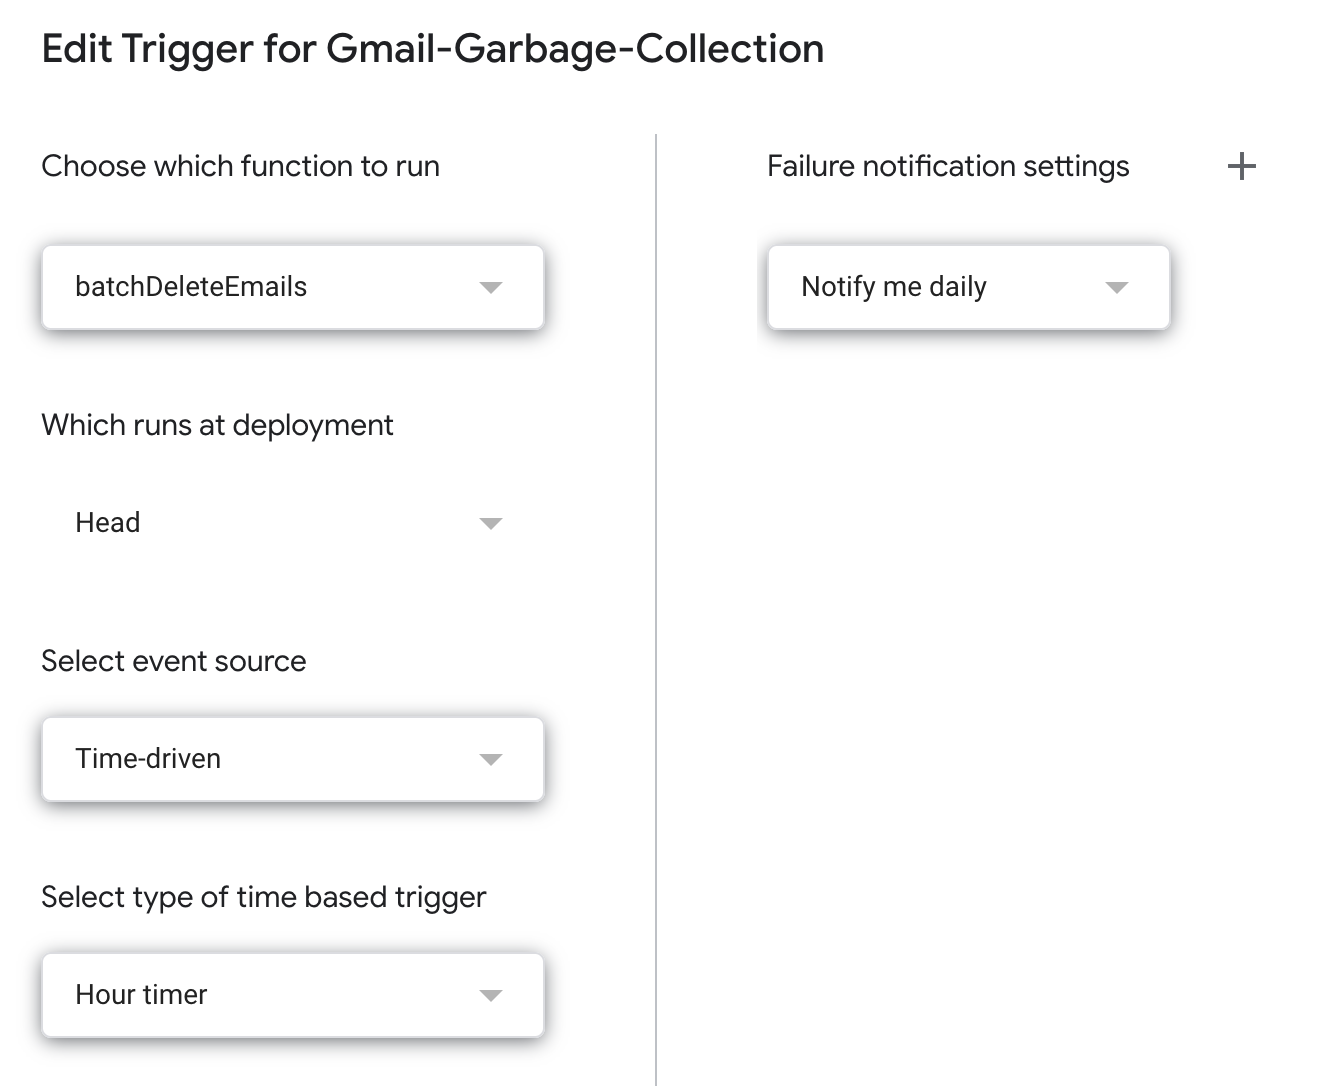 Edit Trigger for Gmail-Garbage-Collection
Choose which function to run
batchDeleteEmails
Which runs at deployment
Head
Select event source
Time-driven
Select type of time based trigger
Hour timer
Failure notification settings
Notify me daily